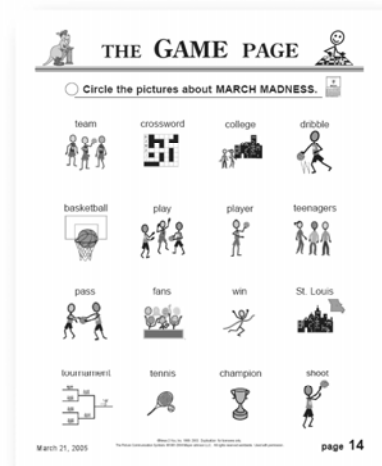 THE GAME PAGE
Circle the pictures about MARCH MADNESS.
team crossword college dribble
basketball play player teenagers
pass fans win St. Louis
tournament tennis champion shoot
March 21, 2005 page 14